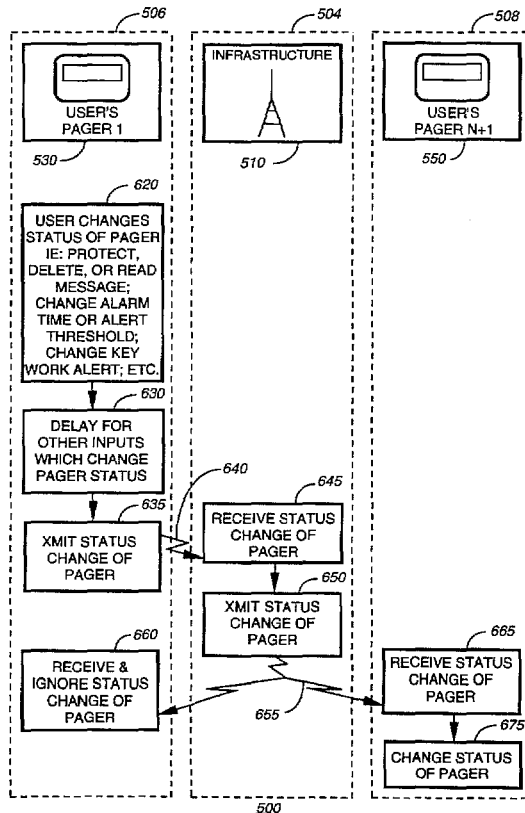 506
504
508
INFRASTRUCTURE
USER'S
PAGER 1
USER'S
PAGER N+1
530
510
550
620
USER CHANGES
STATUS OF PAGER
IE: PROTECT,
DELETE, OR READ
MESSAGE;
CHANGE ALARM
TIME OR ALERT
THRESHOLD;
CHANGE KEY
WORK ALERT; ETC.
630
DELAY FOR
OTHER INPUTS
WHICH CHANGE
PAGER STATUS
635
640
XMIT STATUS
CHANGE OF
PAGER
645
RECEIVE STATUS
CHANGE OF
PAGER
650
XMIT STATUS
CHANGE OF
PAGER
655
660
RECEIVE &
IGNORE STATUS
CHANGE OF
PAGER
665
RECEIVE STATUS
CHANGE OF
PAGER
675
CHANGE STATUS
OF PAGER
500